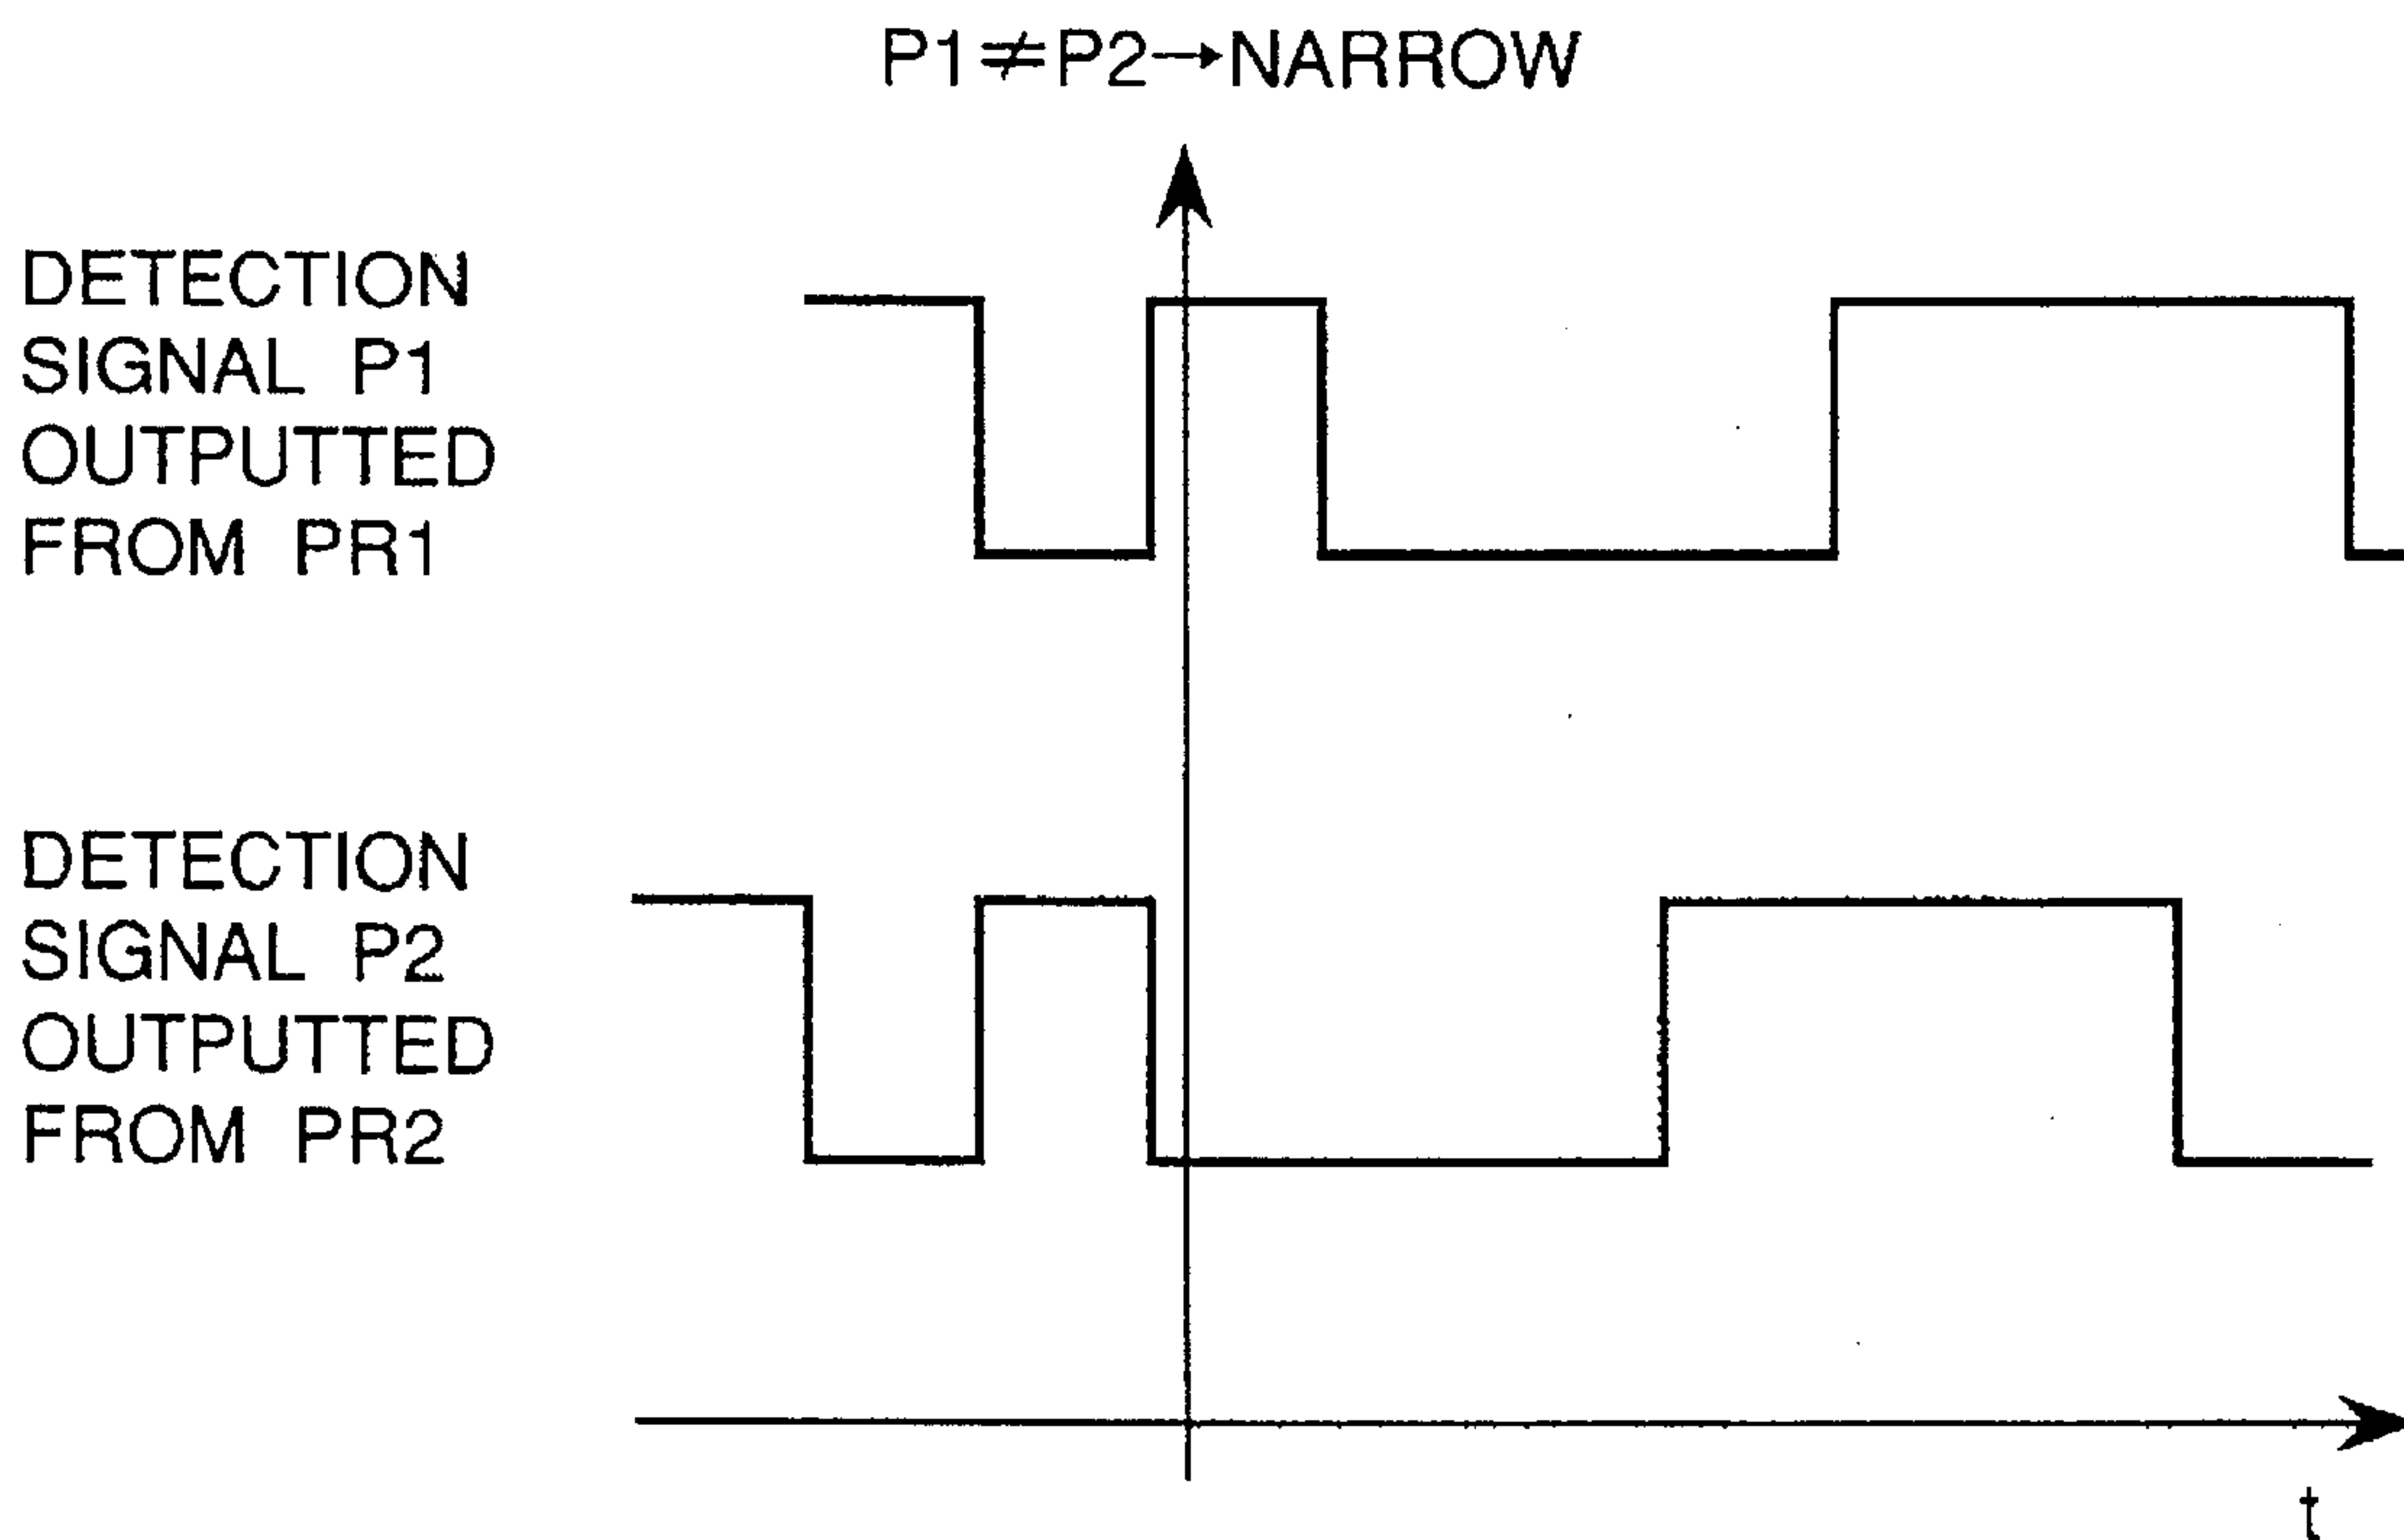 P1≠P2→NARROW
DETECTION
SIGNAL P1
OUTPUTTED
FROM PR1
DETECTION
SIGNAL P2
OUTPUTTED
FROM PR2
t